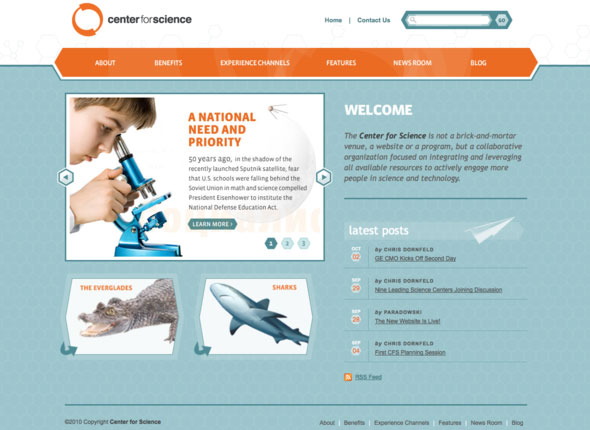 centerforscience
Home | Contact Us
GO
ABOUT BENEFITS EXPERIENCE CHANNELS FEATURES NEWS ROOM BLOG
A NATIONAL
NEED AND
PRIORITY
50 years ago, in the shadow of the
recently launched Sputnik satellite, fear
that U.S. schools were falling behind the
Soviet Union in math and science compelled
President Eisenhower to institute the
National Defense Education Act.
LEARN MORE
1 2 3
THE EVERGLADES
SHARKS
WELCOME
The Center for Science is not a brick-and-mortar
venue, a website or a program, but a collaborative
organization focused on integrating and leveraging
all available resources to actively engage more
people in science and technology.
latest posts
OCT
02
by CHRIS DORNFELD
GE CMO Kicks Off Second Day
SEP
29
by CHRIS DORNFELD
Nine Leading Science Centers Joining Discussion
SEP
28
by PARADOWSKI
The New Website is Live!
SEP
04
by CHRIS DORNFELD
First CFS Planning Session
RSS Feed
©2010 Copyright Center for Science
About | Benefits | Experience Channels | Features | News Room | Blog